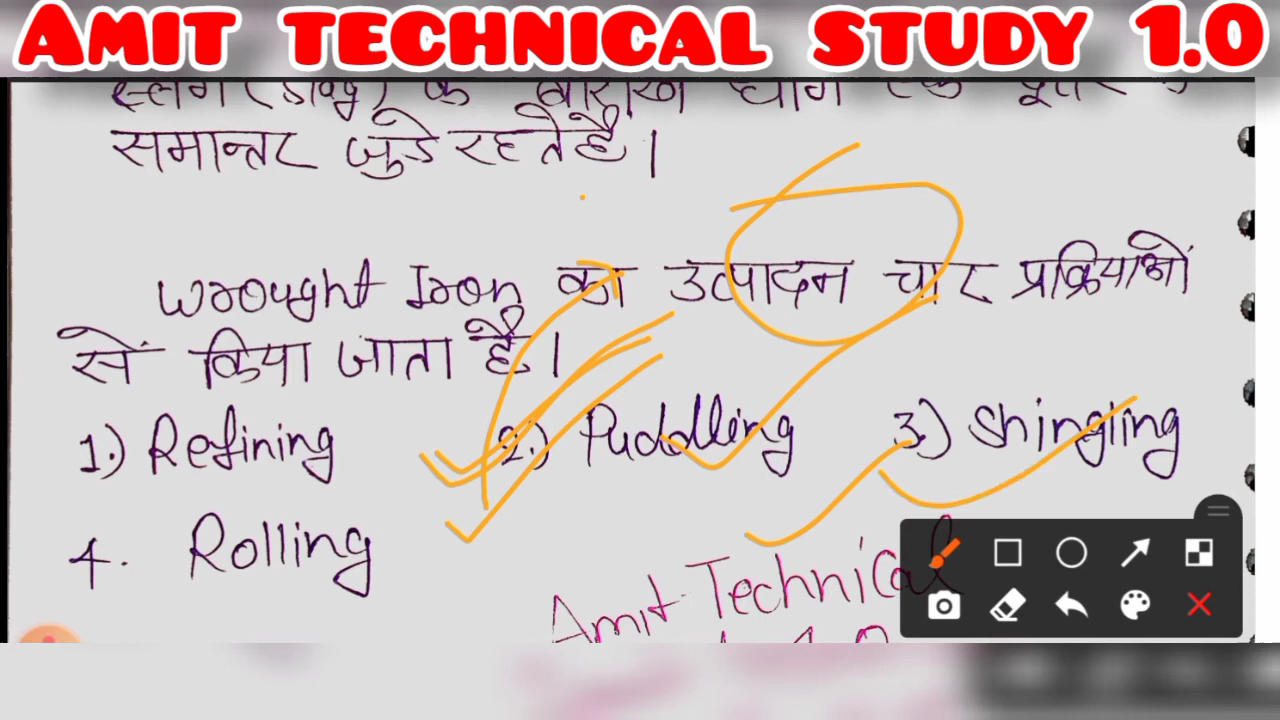 AMIT TECHNICAL STUDY 1.0
समान्तर जुडे रहते है।
Wrought Iron का उत्पादन चार प्रक्रियाओं
से किया जाता है।
1.) Refining 2.) Puddling 3.) Shingling
4. Rolling
Amit Technical